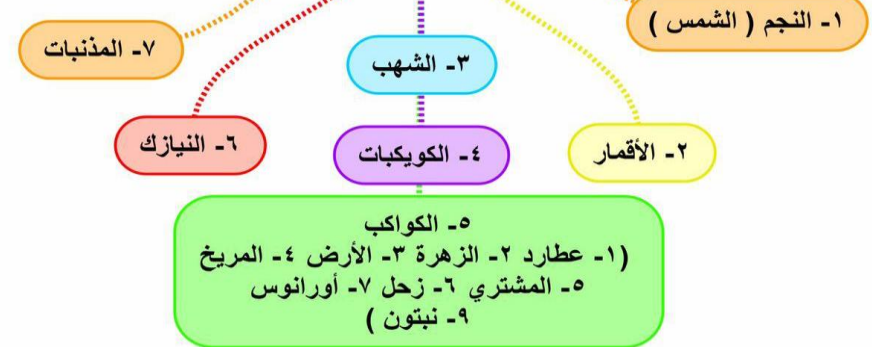 ١- النجم ( الشمس )
٧- المذنبات
٣- الشهب
٦- النيازك
٤- الكويكبات
٢- الأقمار
٥- الكواكب
(١- عطارد ٢- الزهرة ٣- الأرض ٤- المريخ
٥- المشتري ٦- زحل ٧- أورانوس
٩- نبتون )